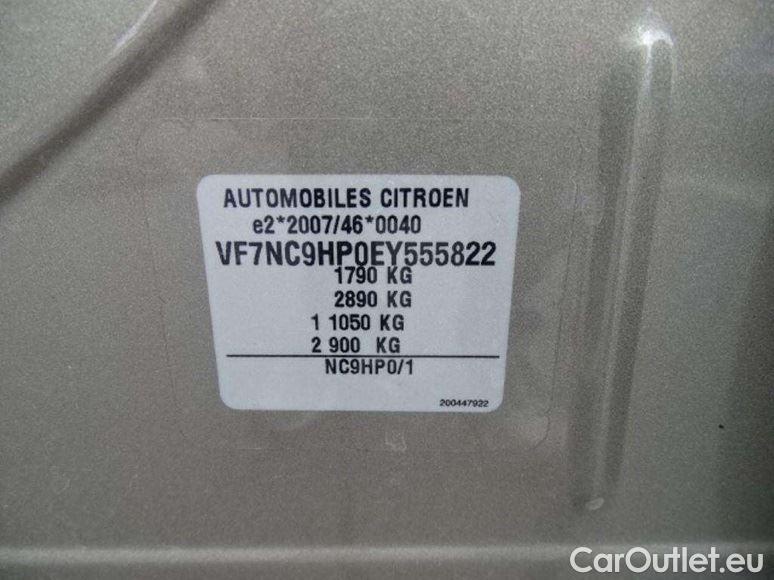 AUTOMOBILES CITROEN
e2*2007/46*0040
VF7NC9HP0EY555822
1790 KG
2890 KG
1 1050 KG
2 900 KG
NC9HP0/1
200447922
CarOutlet.eu